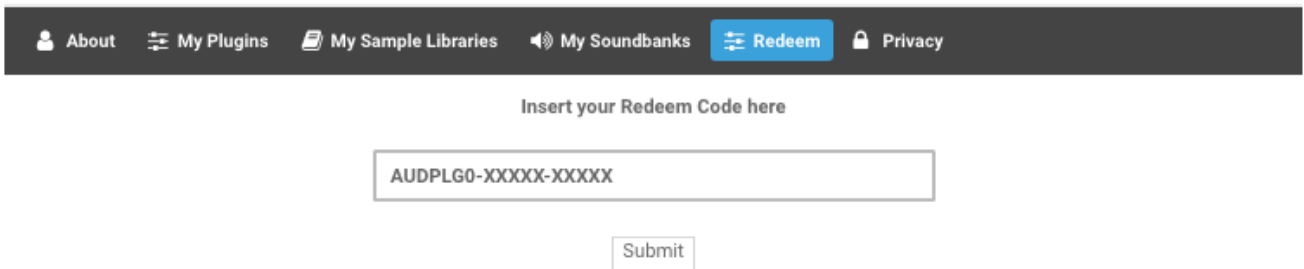 About My Plugins My Sample Libraries My Soundbanks Redeem Privacy
Insert your Redeem Code here
AUDPLG0-XXXXX-XXXXX
Submit